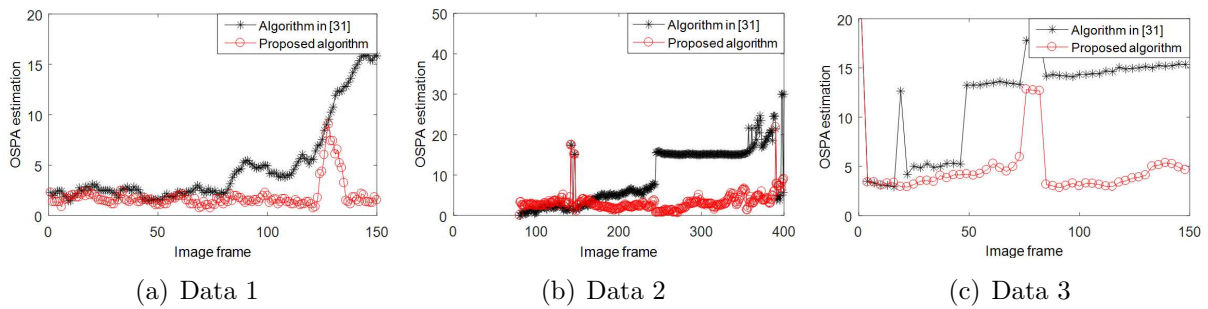 20
15
10
5
0
OSPA estimation
0
50
100
150
Image frame
Algorithm in [31]
Proposed algorithm
(a) Data 1
50
40
30
20
10
0
OSPA estimation
0
100
200
300
400
Image frame
Algorithm in [31]
Proposed algorithm
(b) Data 2
20
15
10
5
0
OSPA estimation
0
50
100
150
Image frame
Algorithm in [31]
Proposed algorithm
(c) Data 3